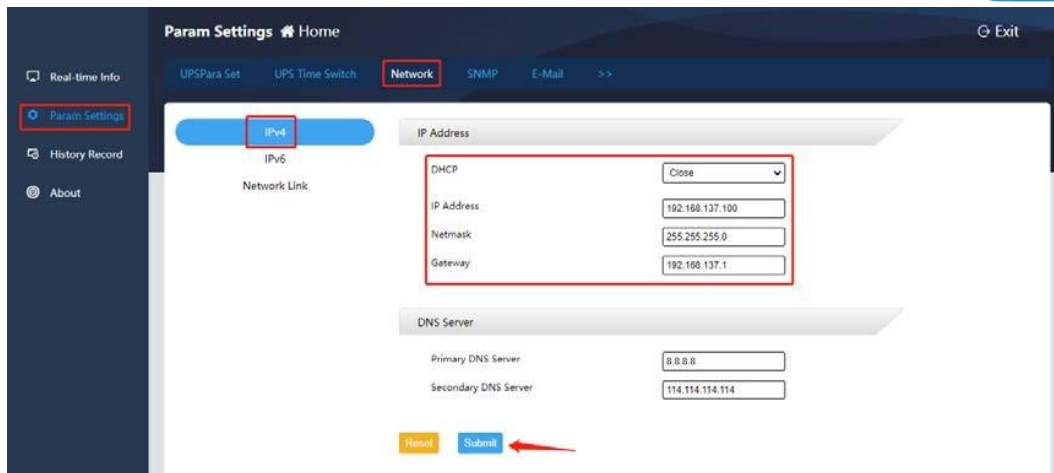 Param Settings Home
Exit
Real-time Info
Param Settings
History Record
About
UPSPara Set UPS Time Switch Network SNMP E-Mail >>
IPv4
IPv6
Network Link
IP Address
DHCP Close
IP Address 192.168.137.100
Netmask 255.255.255.0
Gateway 192.168.137.1
DNS Server
Primary DNS Server 8.8.8.8
Secondary DNS Server 114.114.114.114
Reset Submit